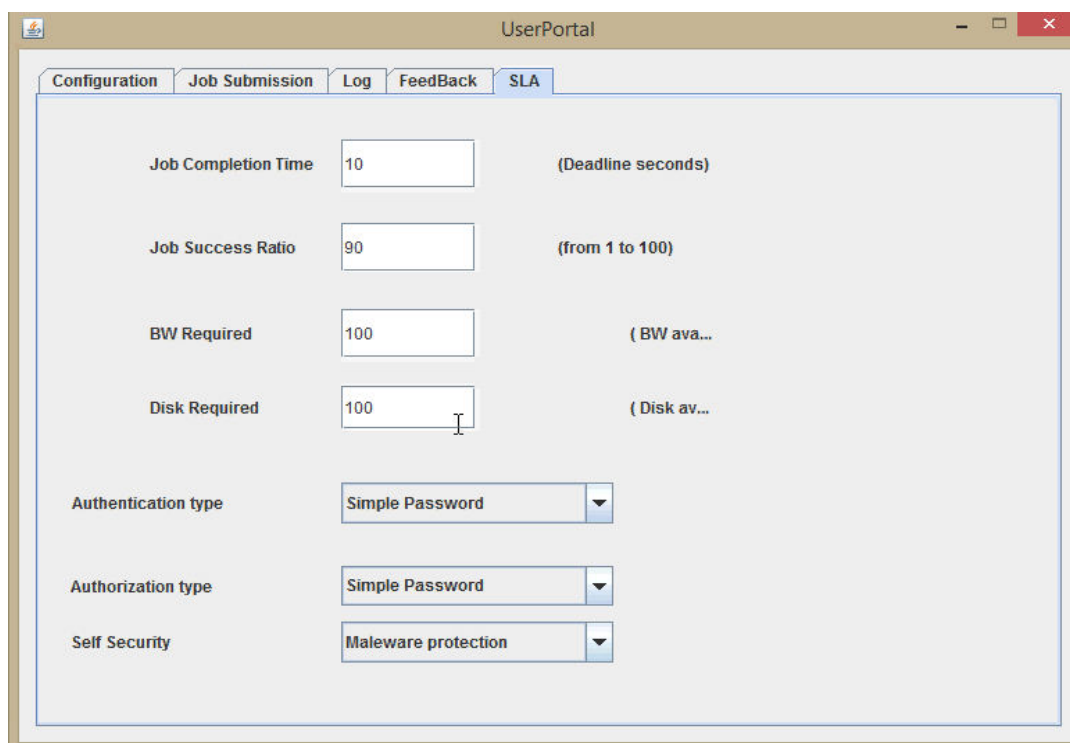 UserPortal
Configuration Job Submission Log FeedBack SLA
Job Completion Time 10 (Deadline seconds)
Job Success Ratio 90 (from 1 to 100)
BW Required 100 ( BW ava...
Disk Required 100 ( Disk av...
Authentication type Simple Password
Authorization type Simple Password
Self Security Maleware protection